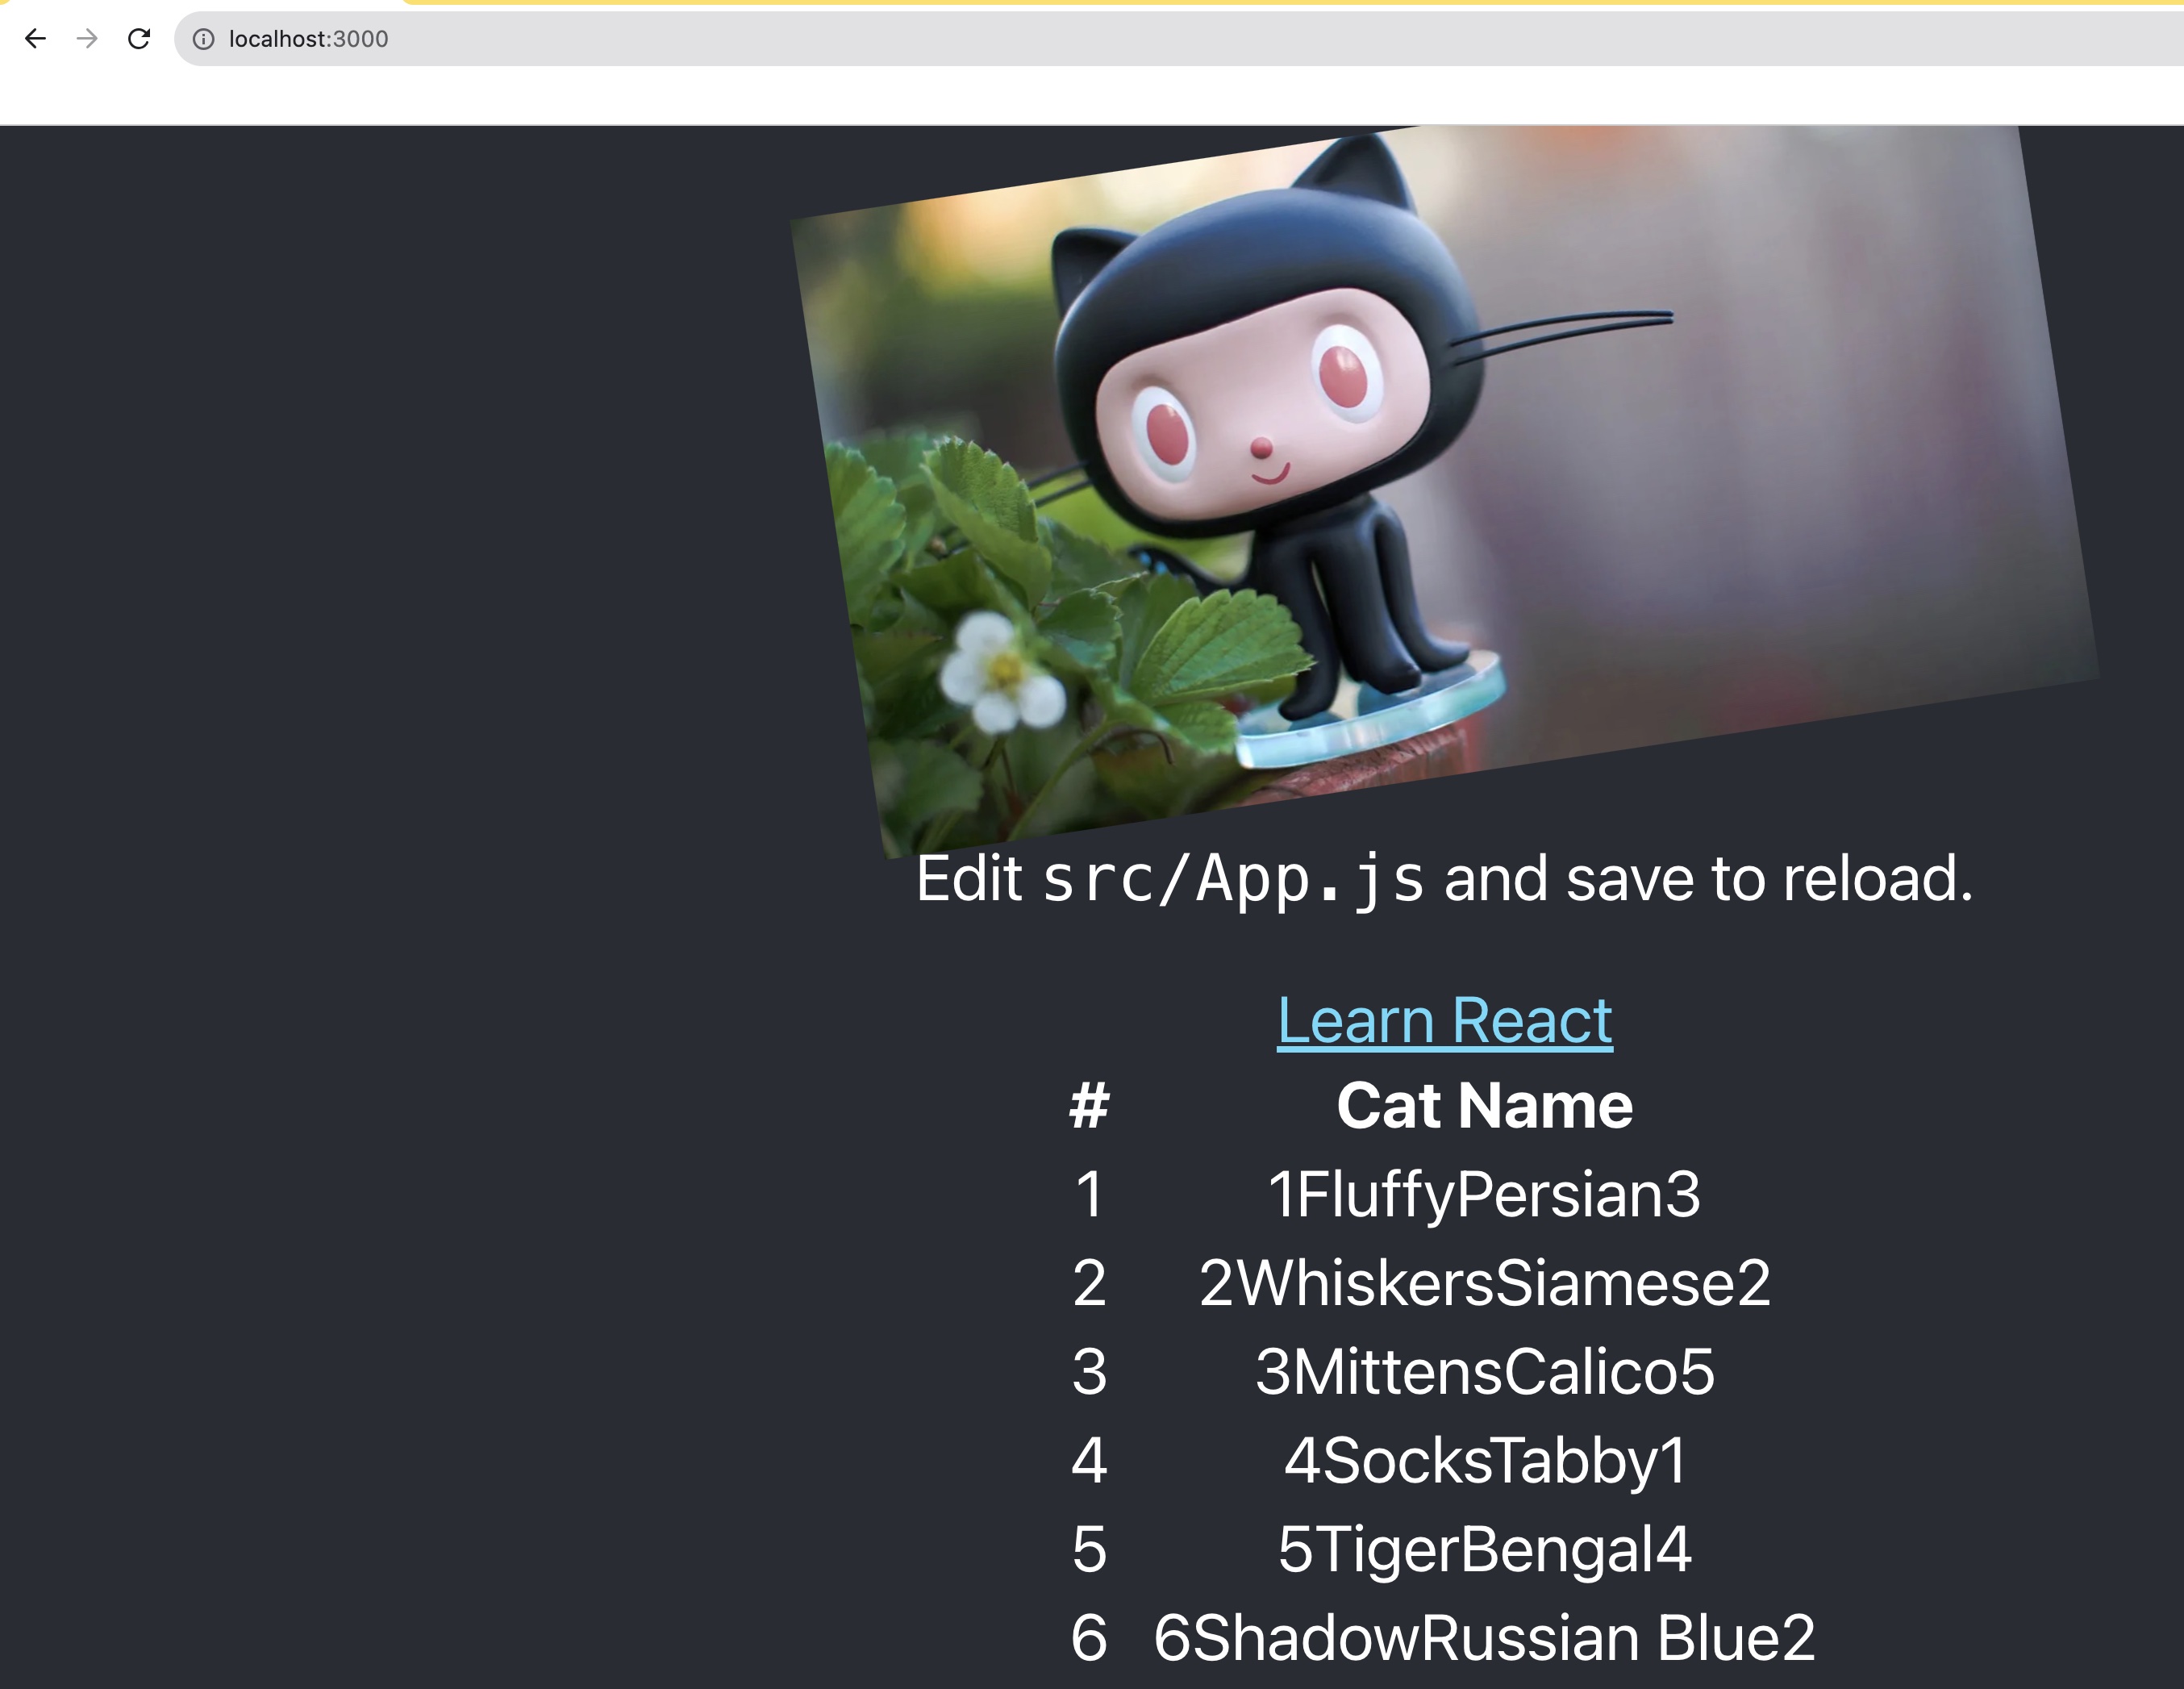 localhost:3000
Edit src/App.js and save to reload.
Learn React
# Cat Name
1 1FluffyPersian3
2 2WhiskersSiamese2
3 3MittensCalico5
4 4SocksTabby1
5 5TigerBengal4
6 6ShadowRussian Blue2